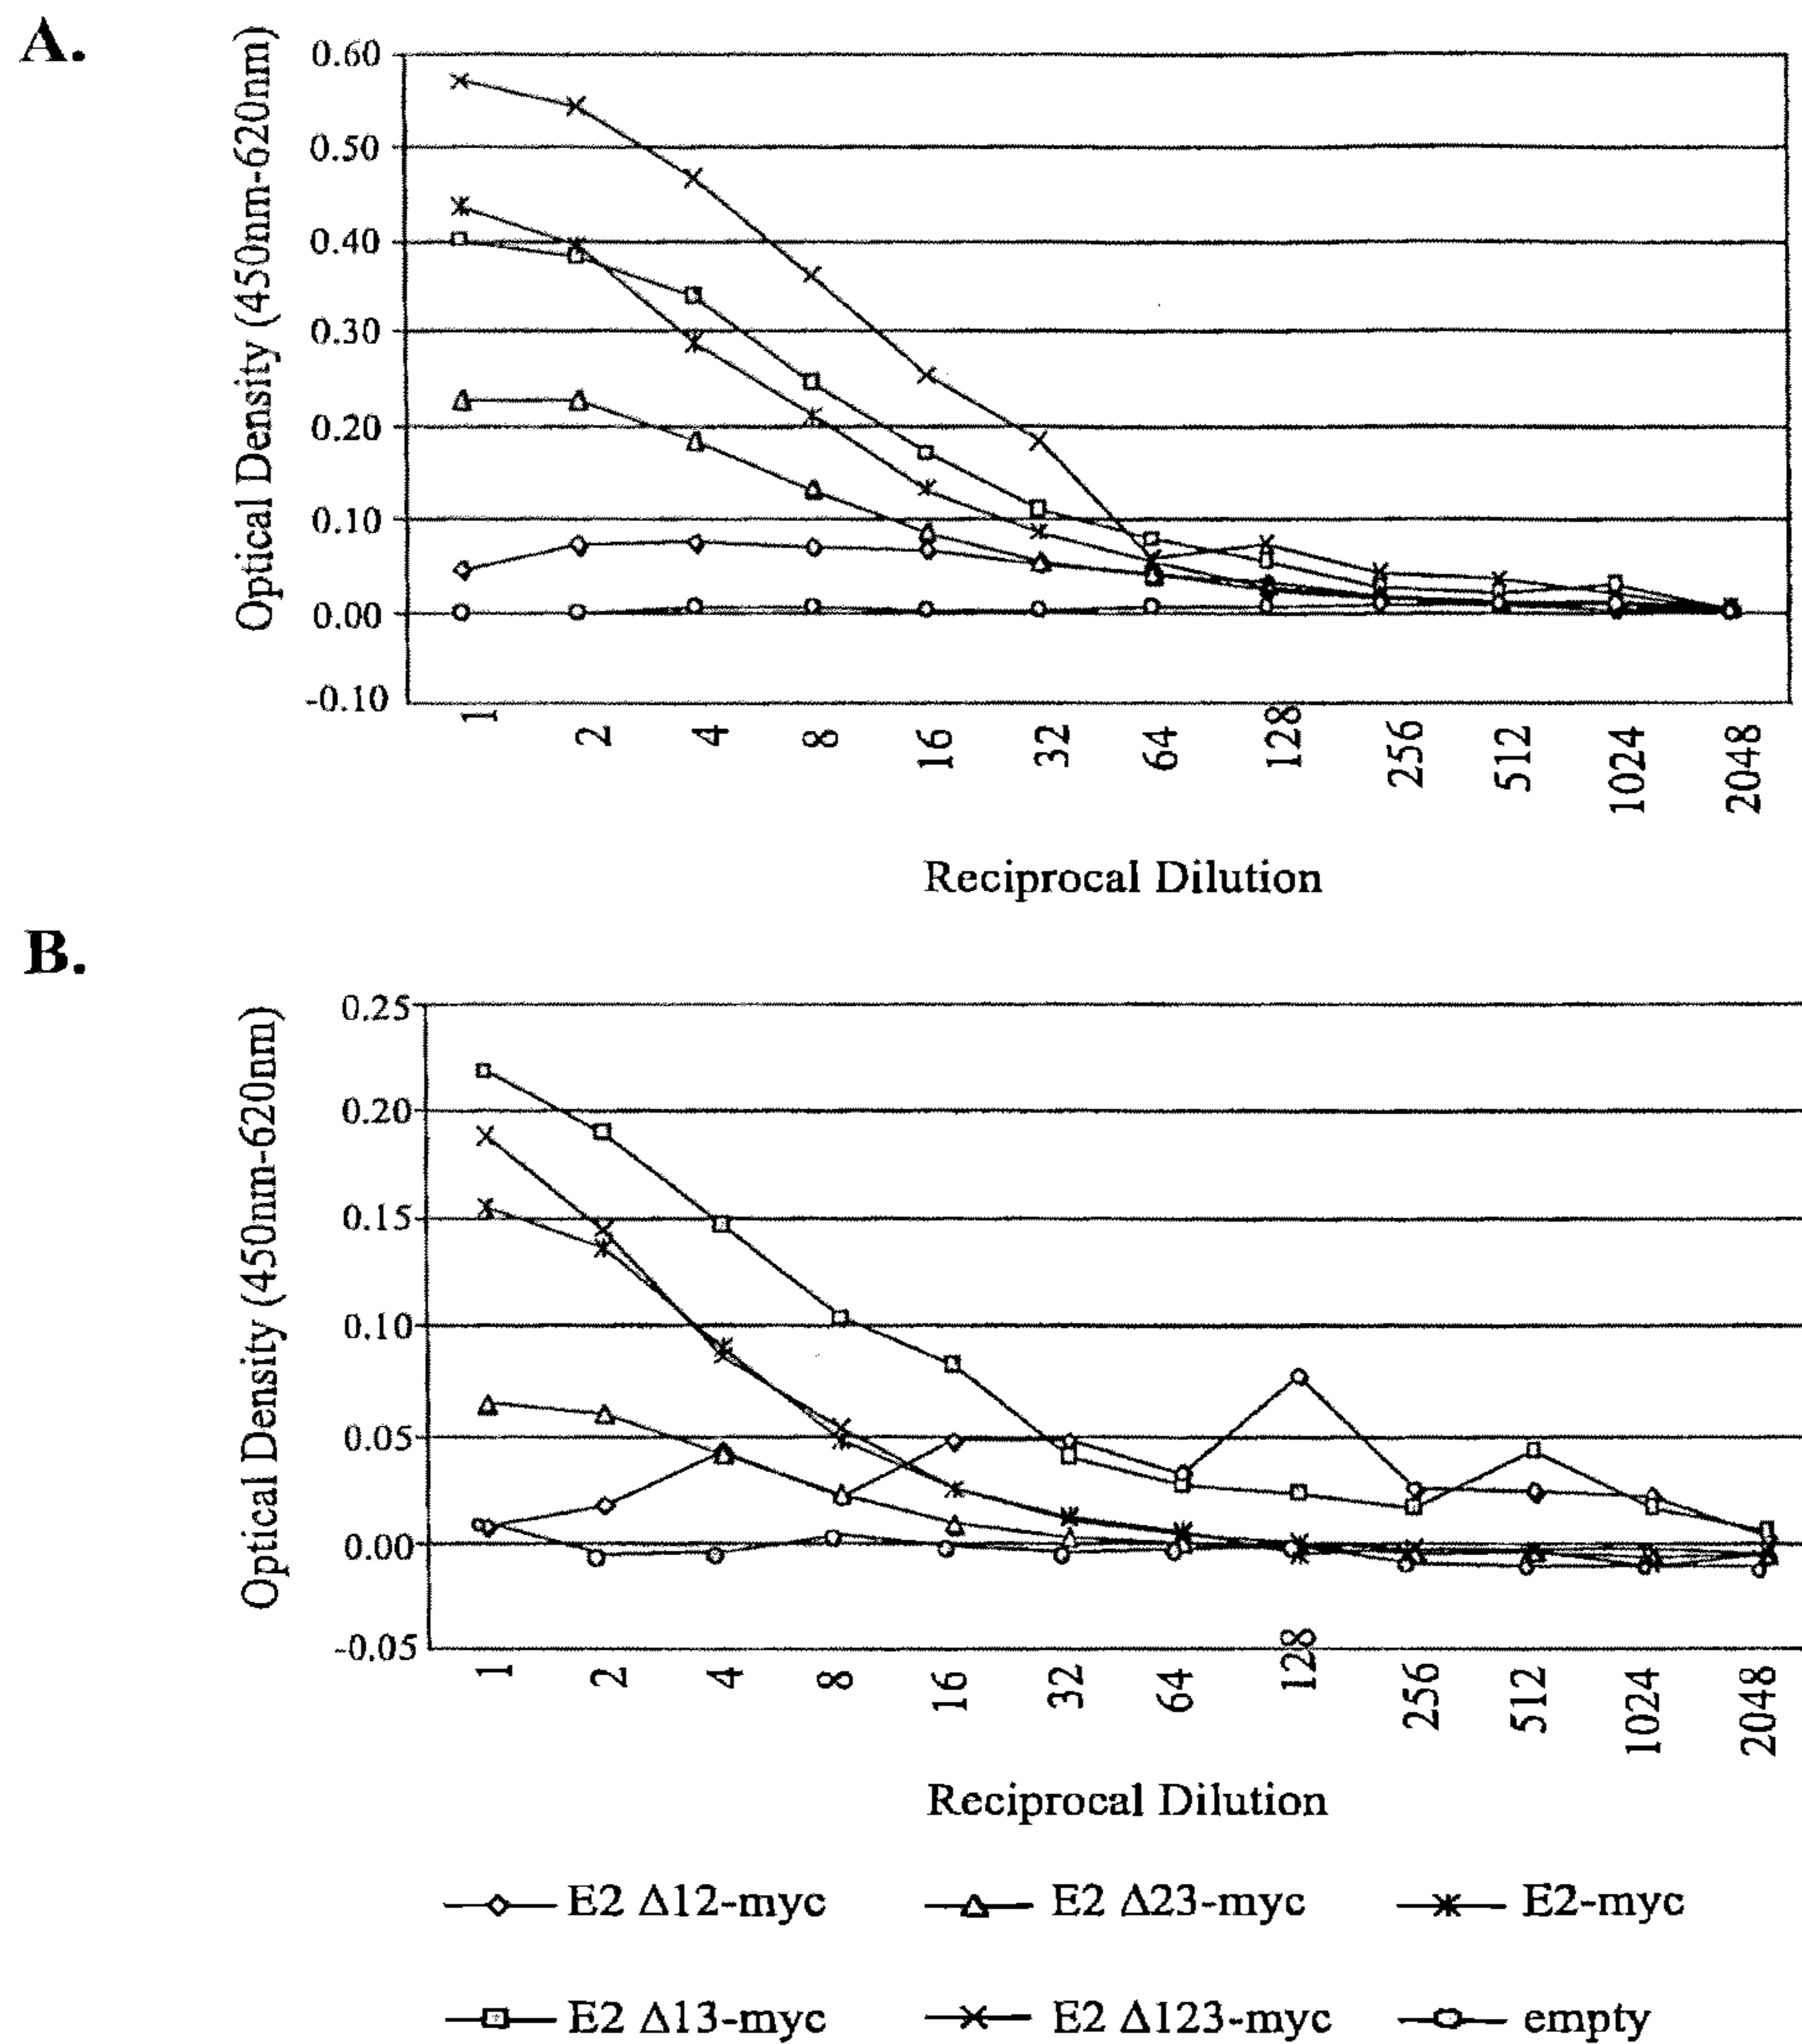 A.
Optical Density (450nm-620nm)
0.60
0.50
0.40
0.30
0.20
0.10
0.00
-0.10
1 2 4 8 16 32 64 128 256 512 1024 2048
Reciprocal Dilution
B.
Optical Density (450nm-620nm)
0.25
0.20
0.15
0.10
0.05
0.00
-0.05
1 2 4 8 16 32 64 128 256 512 1024 2048
Reciprocal Dilution
E2 Δ12-myc E2 Δ23-myc E2-myc
E2 Δ13-myc E2 Δ123-myc empty